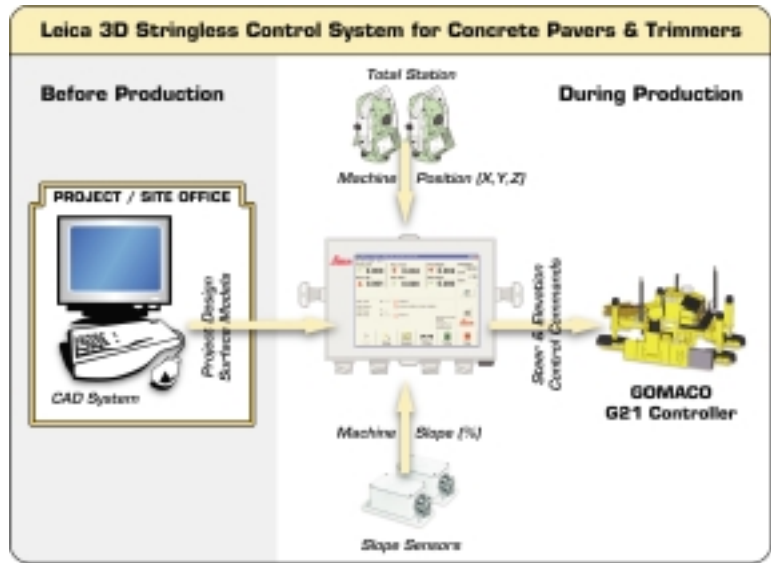 Leica 3D Stringless Control System for Concrete Pavers & Trimmers
Before Production
During Production
Total Station
Machine Position (X,Y,Z)
PROJECT / SITE OFFICE
CAD System
Project Design
Surface Models
Leica
Steer & Elevation
Control Commands
GOMACO
G21 Controller
Machine Slope (%)
Slope Sensors